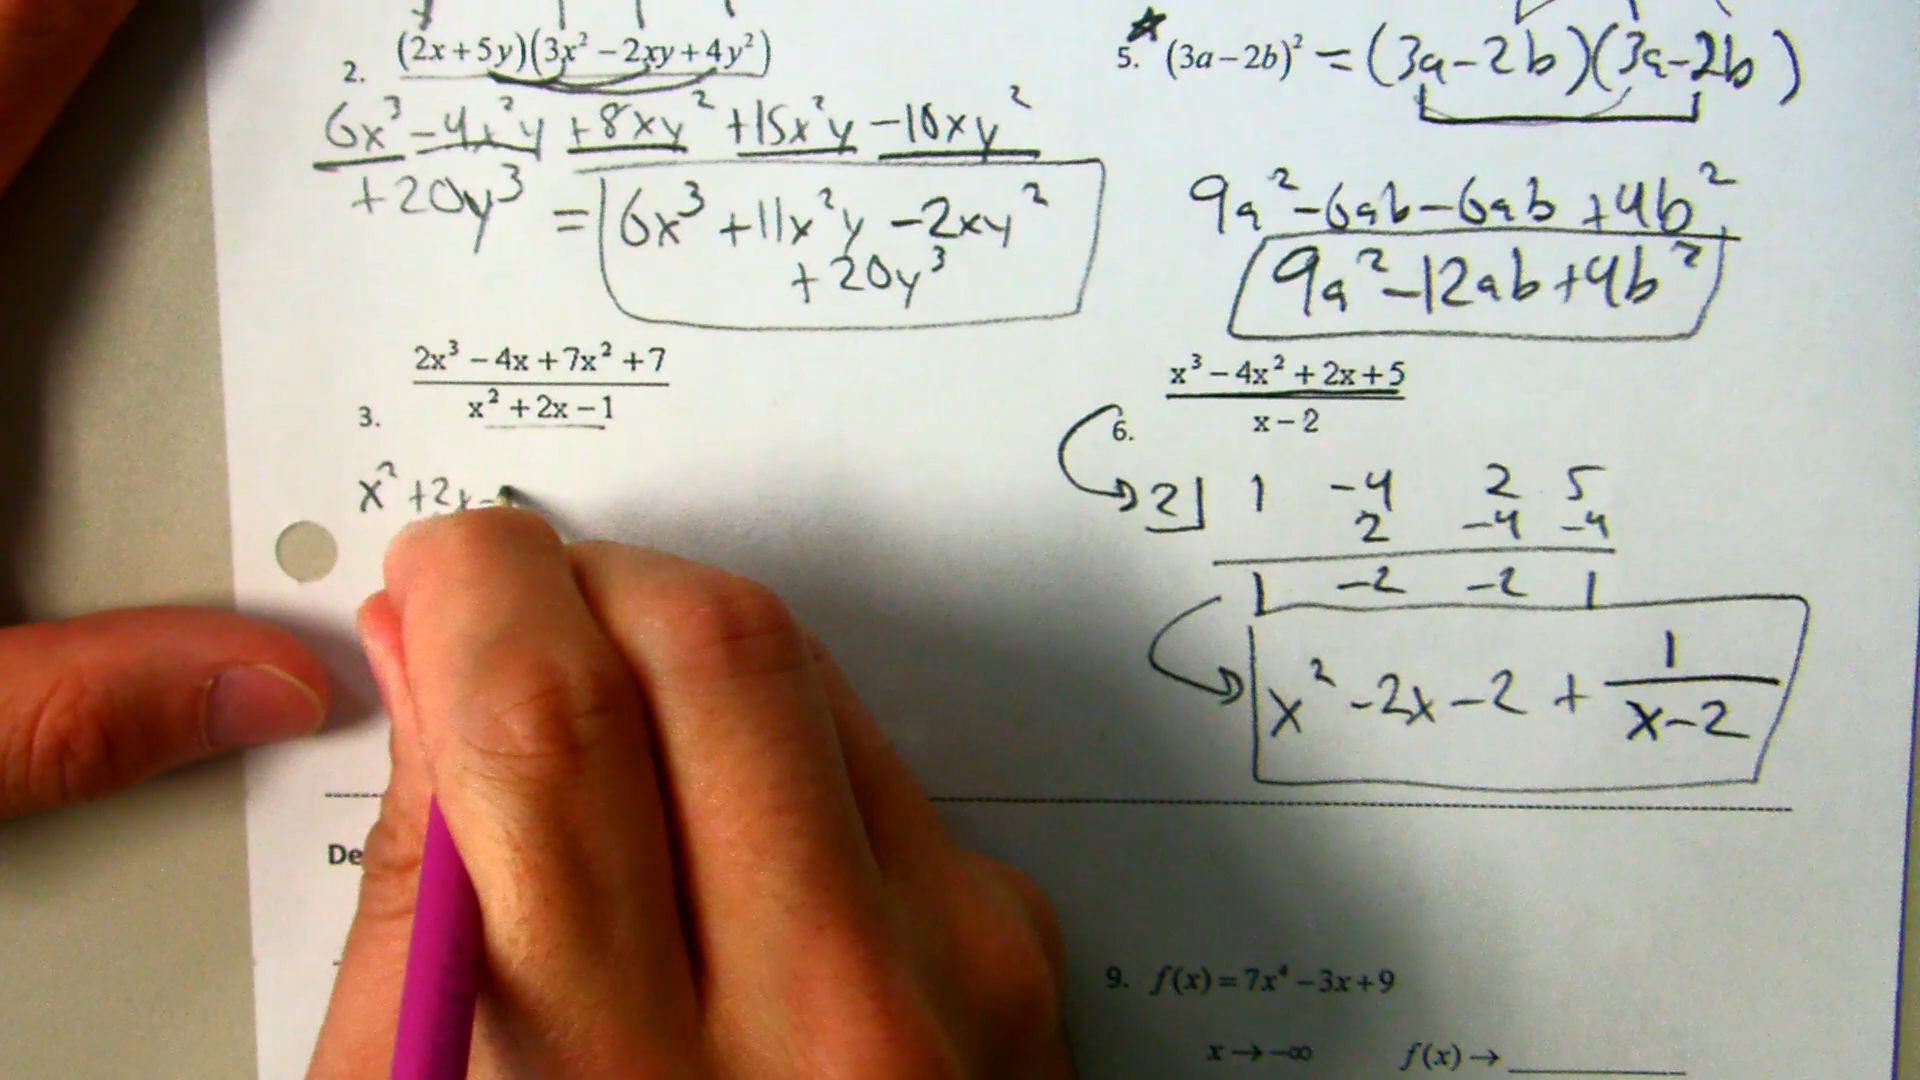 2. (2x+5y)(3x² − 2xy + 4y²)
6x³ −4x²y +8xy² +15x²y −10xy²
+20y³ = 6x³ +11x²y −2xy²
+20y³
3. 2x³ − 4x + 7x² + 7
x² + 2x − 1
x² +2x −
De
5. (3a − 2b)² = (3a−2b)(3a−2b)
9a² −6ab −6ab +4b²
9a² −12ab +4b²
6. x³ − 4x² + 2x + 5
x − 2
2 1 −4 2 5
2 −4 −4
1 −2 −2 1
x² −2x −2 + 1
x−2
9. f(x) = 7x⁴ − 3x + 9
x → −∞ f(x) → ______